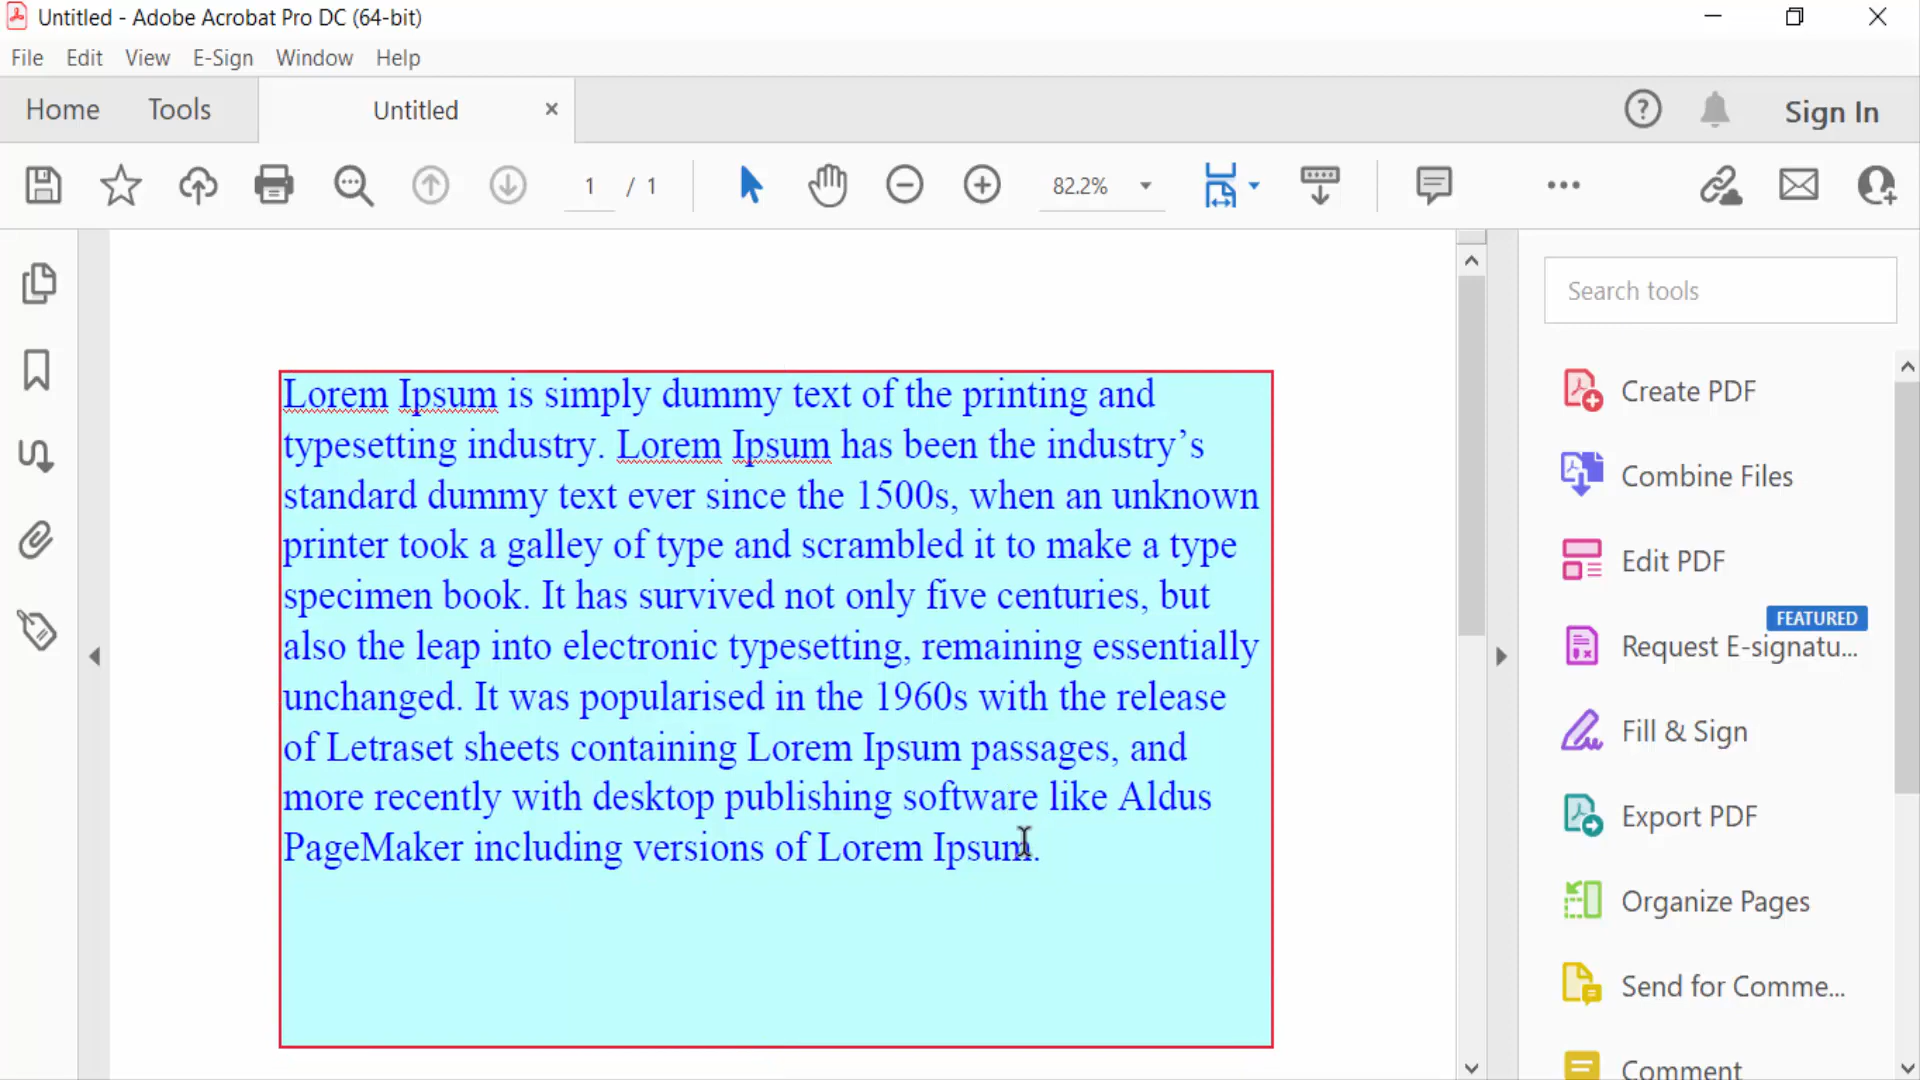 Untitled - Adobe Acrobat Pro DC (64-bit)
File Edit View E-Sign Window Help
Home Tools Untitled Sign In
1 / 1 82.2%
Search tools
Lorem Ipsum is simply dummy text of the printing and
typesetting industry. Lorem Ipsum has been the industry’s
standard dummy text ever since the 1500s, when an unknown
printer took a galley of type and scrambled it to make a type
specimen book. It has survived not only five centuries, but
also the leap into electronic typesetting, remaining essentially
unchanged. It was popularised in the 1960s with the release
of Letraset sheets containing Lorem Ipsum passages, and
more recently with desktop publishing software like Aldus
PageMaker including versions of Lorem Ipsum.
Create PDF
Combine Files
Edit PDF
FEATURED
Request E-signatu...
Fill & Sign
Export PDF
Organize Pages
Send for Comme...
Comment